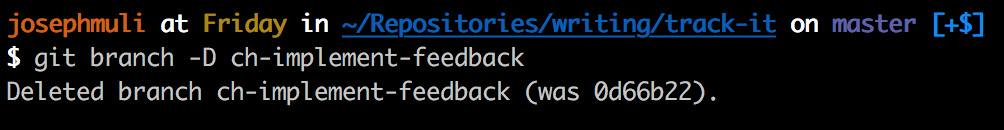 josephmuli at Friday in ~/Repositories/writing/track-it on master [+$]
$ git branch -D ch-implement-feedback
Deleted branch ch-implement-feedback (was 0d66b22).